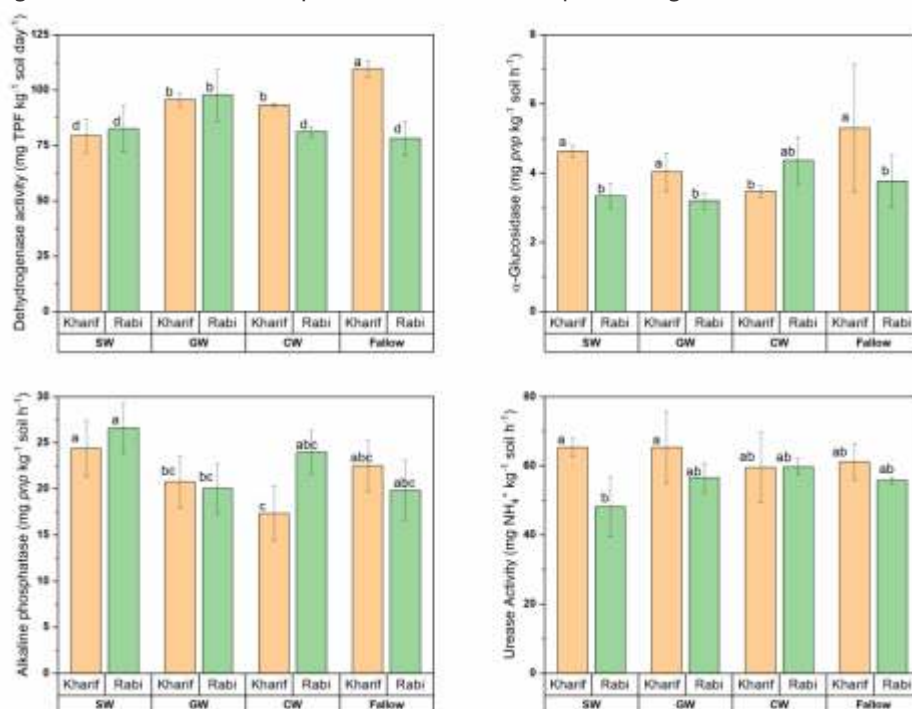 Dehydrogenase activity (mg TPF kg⁻¹ soil day⁻¹)
125
100
75
50
25
0
d d b b b d a d
Kharif Rabi Kharif Rabi Kharif Rabi Kharif Rabi
SW GW CW Fallow
α-Glucosidase (mg pnp kg⁻¹ soil h⁻¹)
8
6
4
2
0
a b a b b ab a b
Kharif Rabi Kharif Rabi Kharif Rabi Kharif Rabi
SW GW CW Fallow
Alkaline phosphatase (mg pnp kg⁻¹ soil h⁻¹)
30
25
20
15
10
5
0
a a bc bc c abc abc abc
Kharif Rabi Kharif Rabi Kharif Rabi Kharif Rabi
SW GW CW Fallow
Urease Activity (mg NH₄⁺ kg⁻¹ soil h⁻¹)
80
60
40
20
0
a b a ab ab ab ab ab
Kharif Rabi Kharif Rabi Kharif Rabi Kharif Rabi
SW GW CW Fallow